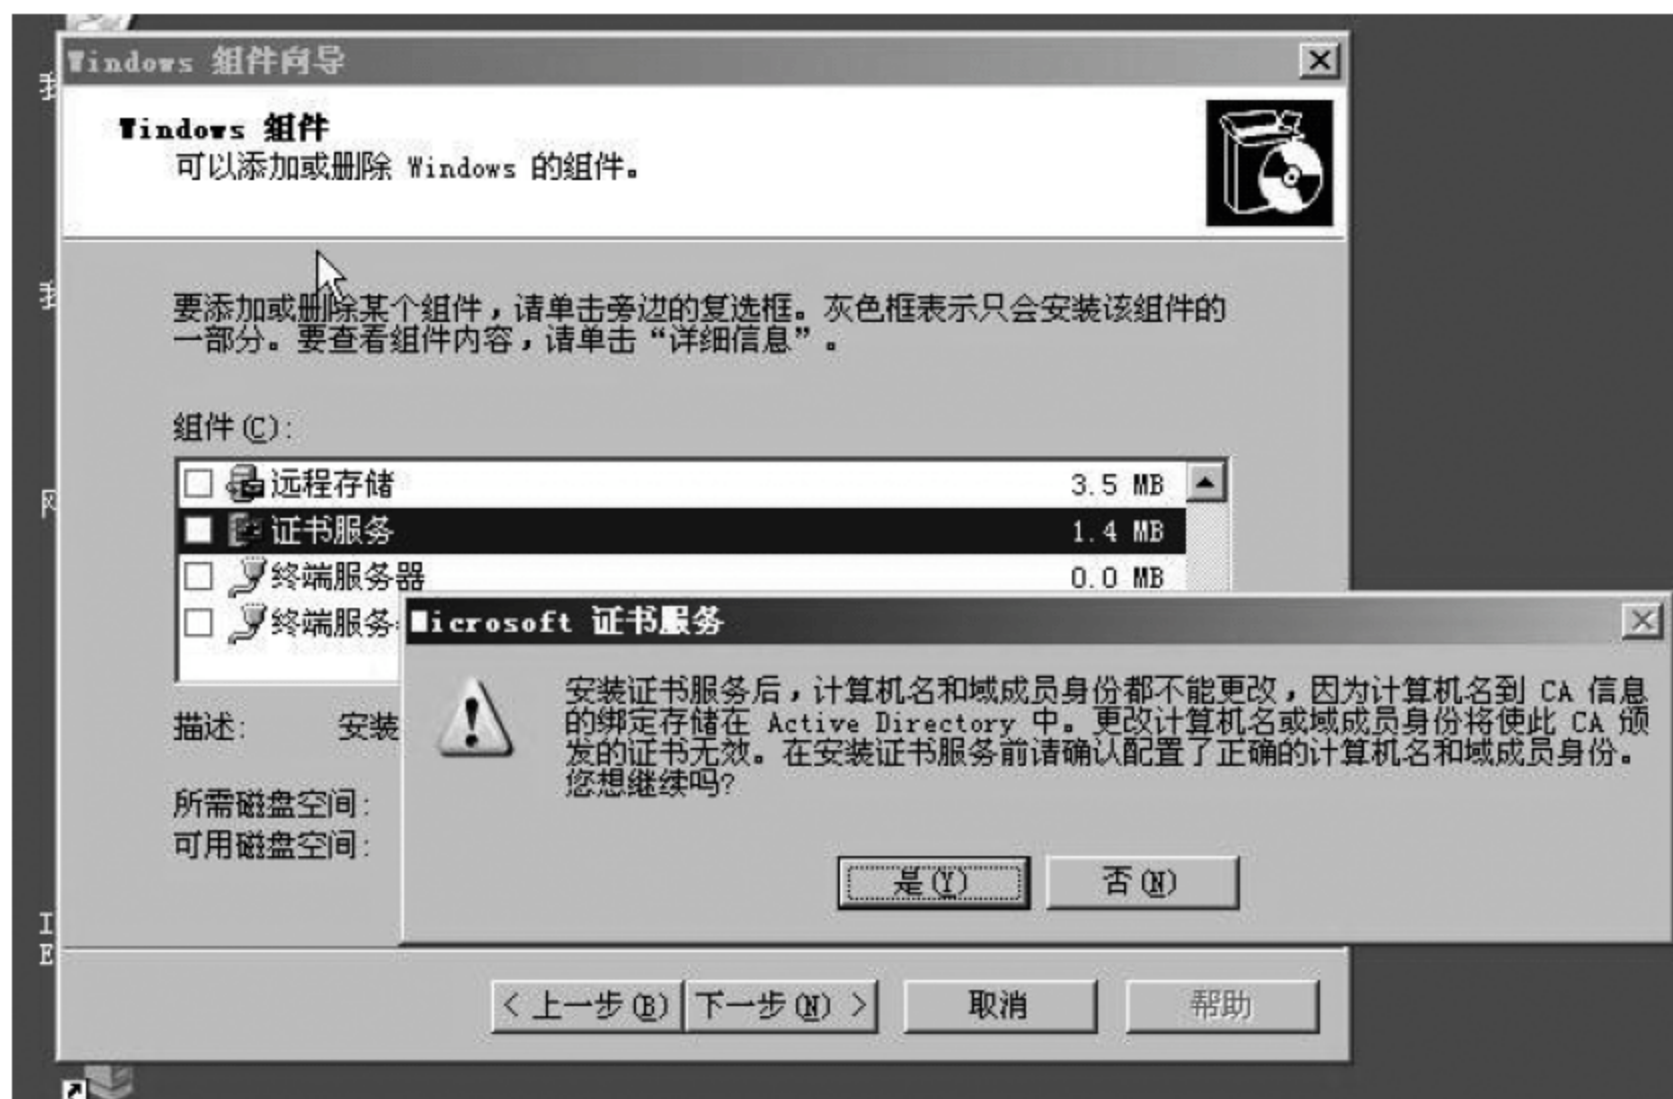 Windows 组件向导
Windows 组件
可以添加或删除 Windows 的组件。
要添加或删除某个组件，请单击旁边的复选框。灰色框表示只会安装该组件的
一部分。要查看组件内容，请单击“详细信息”。
组件(C):
远程存储 3.5 MB
证书服务 1.4 MB
终端服务器 0.0 MB
终端服务
Microsoft 证书服务
安装证书服务后，计算机名和域成员身份都不能更改，因为计算机名到 CA 信息
的绑定存储在 Active Directory 中。更改计算机名或域成员身份将使此 CA 颁
发的证书无效。在安装证书服务前请确认配置了正确的计算机名和域成员身份。
您想继续吗?
是(Y) 否(N)
描述: 安装
所需磁盘空间:
可用磁盘空间:
I
E
< 上一步(B) 下一步(N) > 取消 帮助